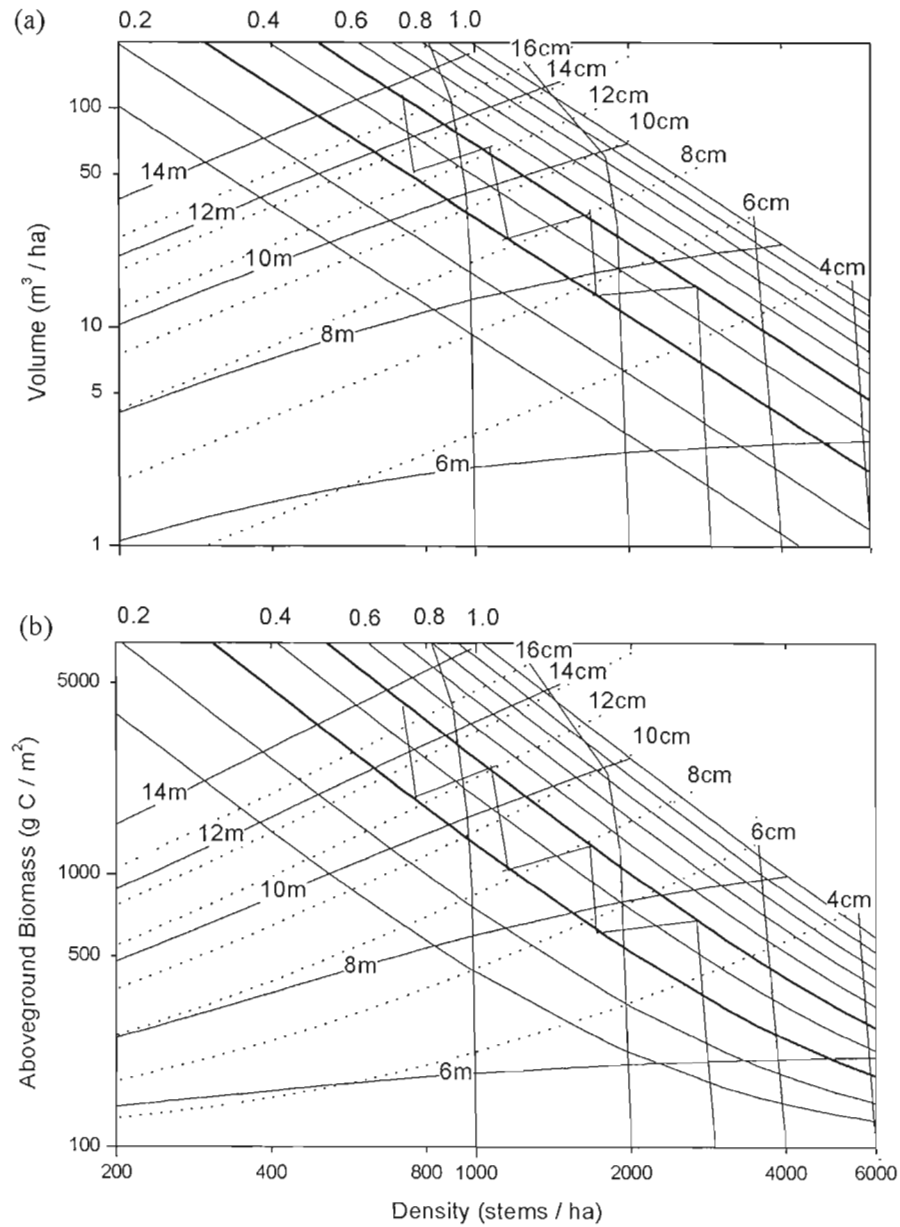 (a)
0.2 0.4 0.6 0.8 1.0
16cm
14cm
12cm
10cm
8cm
6cm
4cm
14m
12m
10m
8m
6m
100
50
10
5
1
Volume (m³ / ha)
(b)
0.2 0.4 0.6 0.8 1.0
16cm
14cm
12cm
10cm
8cm
6cm
4cm
14m
12m
10m
8m
6m
5000
1000
500
100
Aboveground Biomass (g C / m²)
200 400 800 1000 2000 4000 6000
Density (stems / ha)